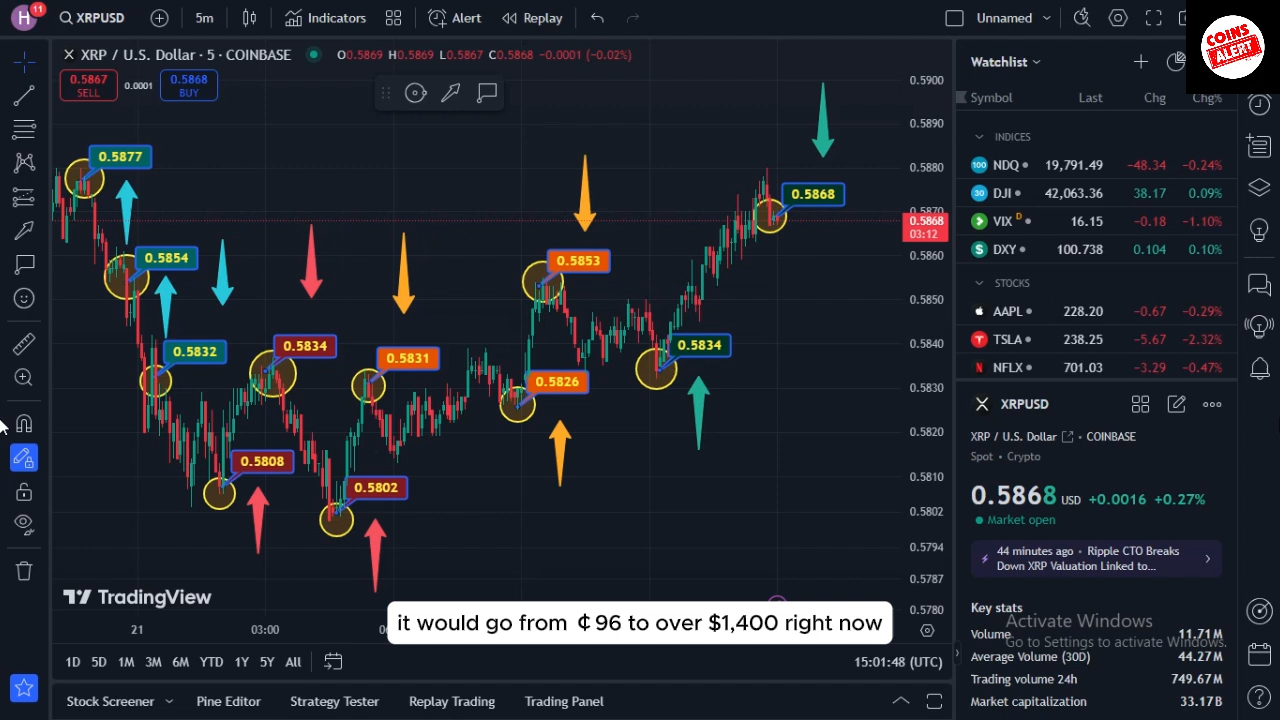 H
11
XRPUSD
5m
Indicators
Alert
Replay
Unnamed
COINS
ALERT
XRP / U.S. Dollar · 5 · COINBASE
O0.5869 H0.5869 L0.5867 C0.5868 −0.0001 (−0.02%)
0.5867
SELL
0.0001
0.5868
BUY
0.5877
0.5854
0.5832
0.5808
0.5834
0.5802
0.5831
0.5826
0.5853
0.5834
0.5868
0.5900
0.5890
0.5880
0.5870
0.5868
03:12
0.5860
0.5850
0.5840
0.5830
0.5820
0.5810
0.5802
0.5794
0.5787
0.5780
TradingView
it would go from ¢96 to over $1,400 right now
21
03:00
1D 5D 1M 3M 6M YTD 1Y 5Y All
15:01:48 (UTC)
Stock Screener Pine Editor Strategy Tester Replay Trading Trading Panel
Watchlist
Symbol Last Chg Chg%
INDICES
100 NDQ 19,791.49 −48.34 −0.24%
30 DJI 42,063.36 38.17 0.09%
VIX D 16.15 −0.18 −1.10%
$ DXY 100.738 0.104 0.10%
STOCKS
AAPL 228.20 −0.67 −0.29%
TSLA 238.25 −5.67 −2.32%
NFLX 701.03 −3.29 −0.47%
XRPUSD
XRP / U.S. Dollar · COINBASE
Spot · Crypto
0.5868 USD +0.0016 +0.27%
Market open
44 minutes ago · Ripple CTO Breaks
Down XRP Valuation Linked to...
Key stats
Activate Windows
Go to Settings to activate Windows.
Volume 11.71M
Average Volume (30D) 44.27M
Trading volume 24h 749.67M
Market capitalization 33.17B